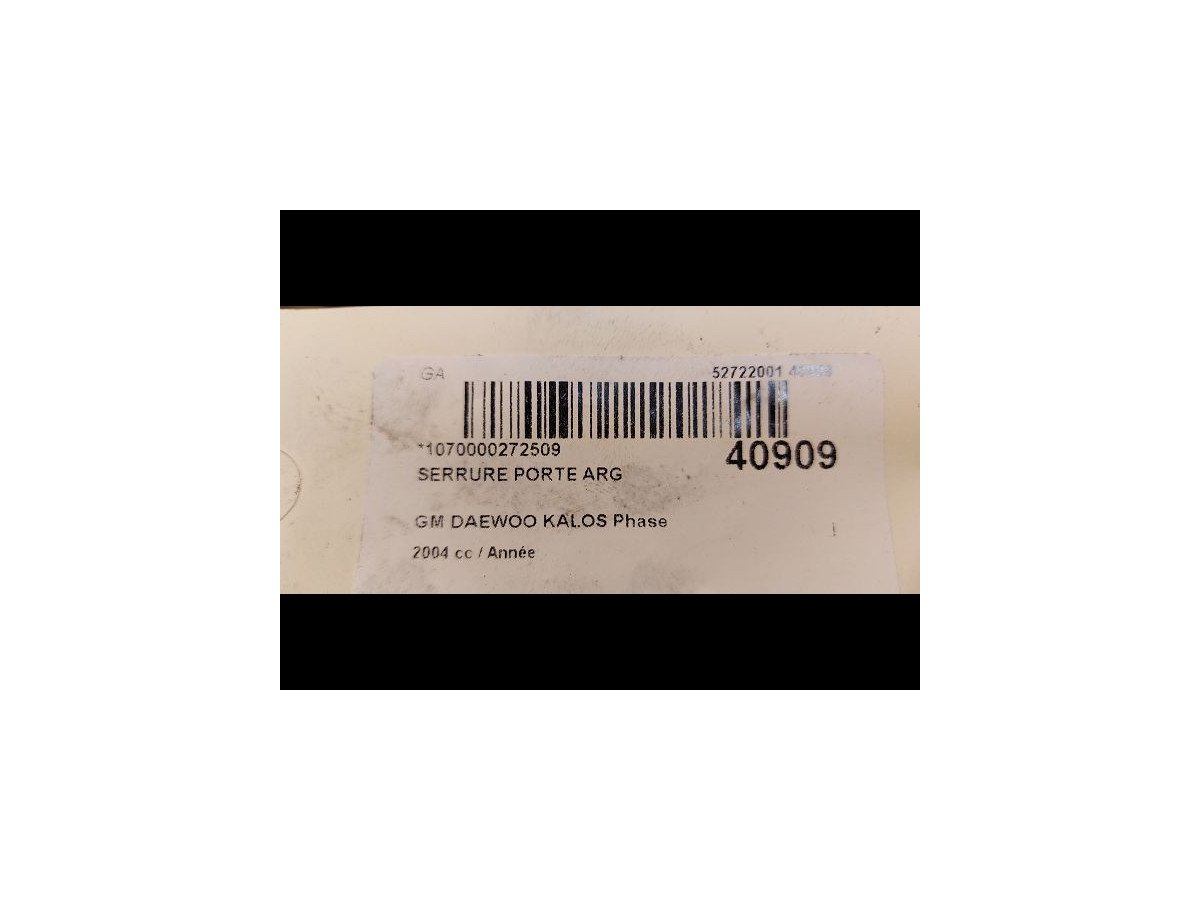 GA
52722001
*1070000272509
40909
SERRURE PORTE ARG
GM DAEWOO KALOS Phase
2004 cc / Année